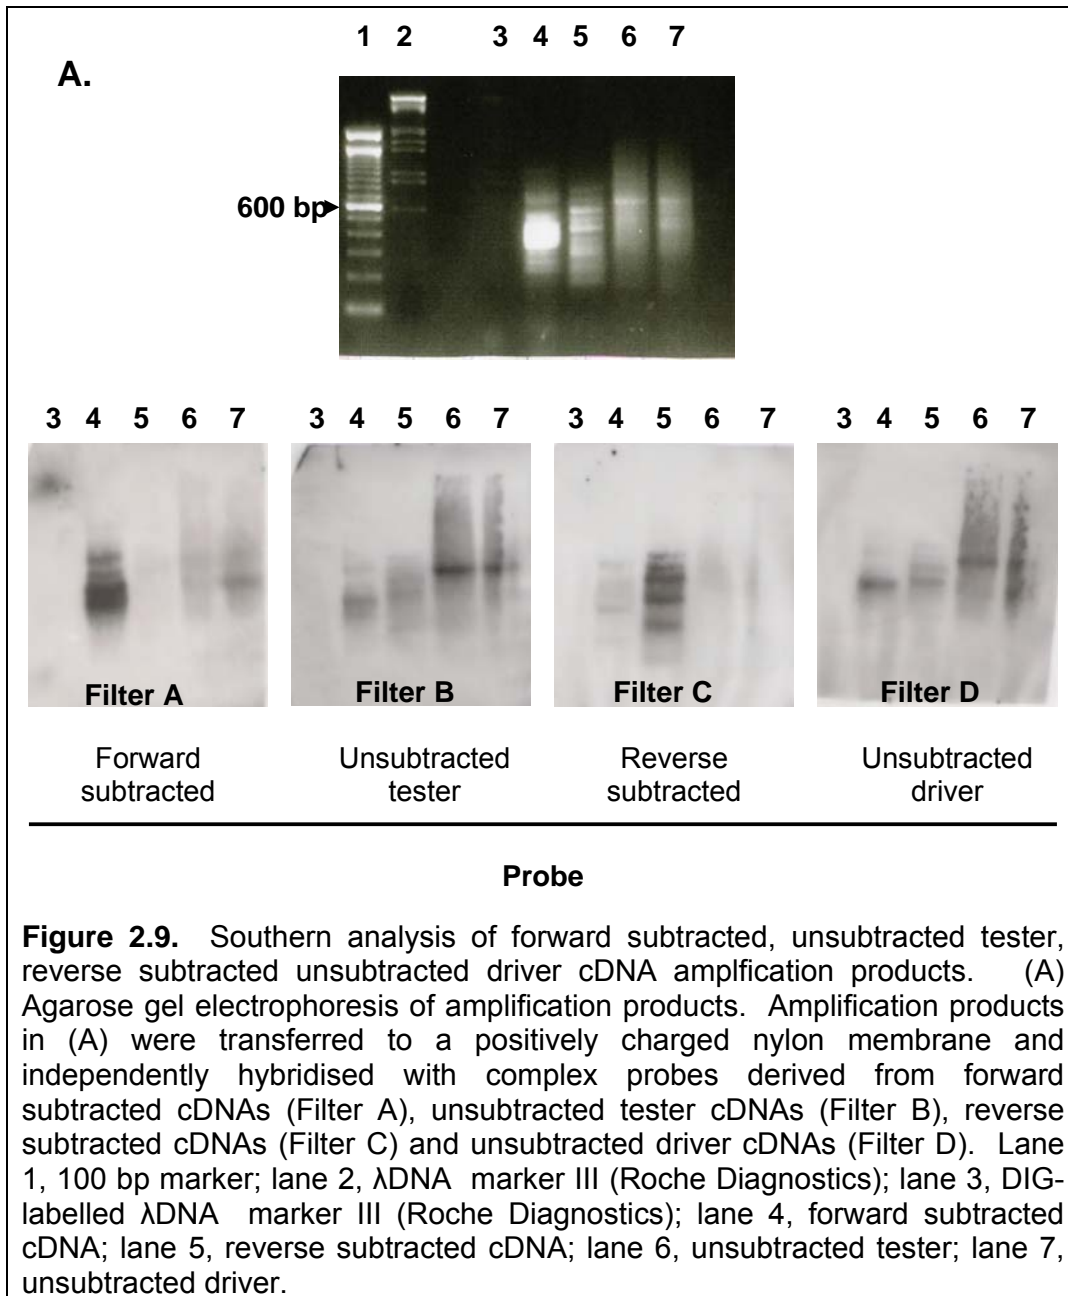 1 2 3 4 5 6 7
A.
600 bp
3 4 5 6 7 3 4 5 6 7 3 4 5 6 7 3 4 5 6 7
Filter A Filter B Filter C Filter D
Forward subtracted
Unsubtracted tester
Reverse subtracted
Unsubtracted driver
Probe
Figure 2.9. Southern analysis of forward subtracted, unsubtracted tester,
reverse subtracted unsubtracted driver cDNA amplfication products. (A)
Agarose gel electrophoresis of amplification products. Amplification products
in (A) were transferred to a positively charged nylon membrane and
independently hybridised with complex probes derived from forward
subtracted cDNAs (Filter A), unsubtracted tester cDNAs (Filter B), reverse
subtracted cDNAs (Filter C) and unsubtracted driver cDNAs (Filter D). Lane
1, 100 bp marker; lane 2, λDNA marker III (Roche Diagnostics); lane 3, DIG-
labelled λDNA marker III (Roche Diagnostics); lane 4, forward subtracted
cDNA; lane 5, reverse subtracted cDNA; lane 6, unsubtracted tester; lane 7,
unsubtracted driver.